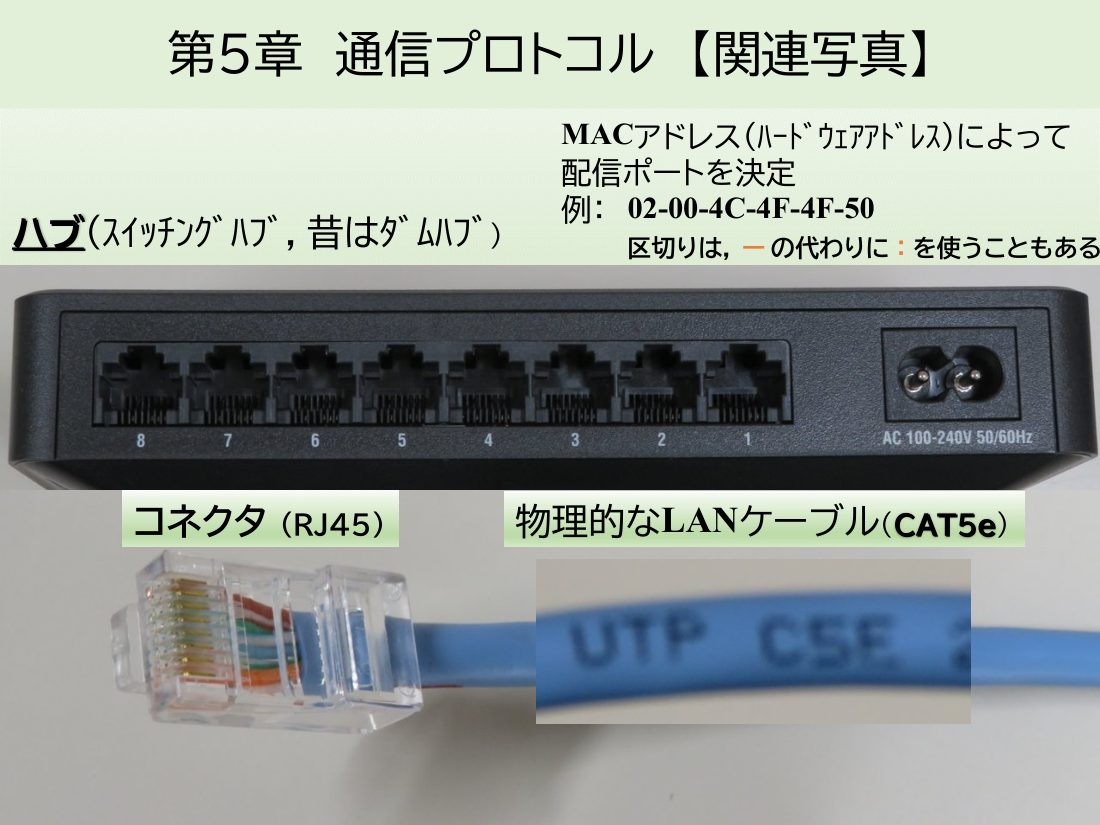 第5章　通信プロトコル　【関連写真】
MACアドレス(ﾊｰﾄﾞｳｪｱｱﾄﾞﾚｽ)によって
配信ポートを決定
例：　02-00-4C-4F-4F-50
区切りは，－の代わりに：を使うこともある
ハブ(ｽｲｯﾁﾝｸﾞﾊﾌﾞ，昔はﾀﾞﾑﾊﾌﾞ)
8 7 6 5 4 3 2 1
AC 100-240V 50/60Hz
コネクタ（RJ45）
物理的なLANケーブル(CAT5e)
UTP C5E 2